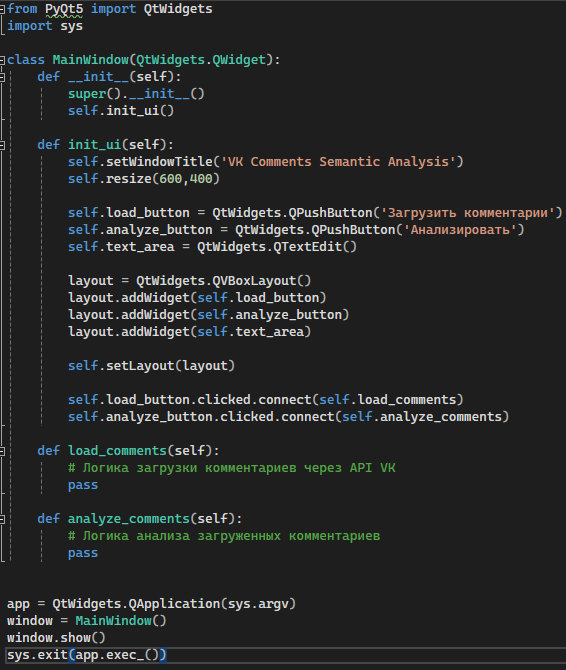 from PyQt5 import QtWidgets
import sys

class MainWindow(QtWidgets.QWidget):
    def __init__(self):
        super().__init__()
        self.init_ui()

    def init_ui(self):
        self.setWindowTitle('VK Comments Semantic Analysis')
        self.resize(600,400)

        self.load_button = QtWidgets.QPushButton('Загрузить комментарии')
        self.analyze_button = QtWidgets.QPushButton('Анализировать')
        self.text_area = QtWidgets.QTextEdit()

        layout = QtWidgets.QVBoxLayout()
        layout.addWidget(self.load_button)
        layout.addWidget(self.analyze_button)
        layout.addWidget(self.text_area)

        self.setLayout(layout)

        self.load_button.clicked.connect(self.load_comments)
        self.analyze_button.clicked.connect(self.analyze_comments)

    def load_comments(self):
        # Логика загрузки комментариев через API VK
        pass

    def analyze_comments(self):
        # Логика анализа загруженных комментариев
        pass


app = QtWidgets.QApplication(sys.argv)
window = MainWindow()
window.show()
sys.exit(app.exec_())